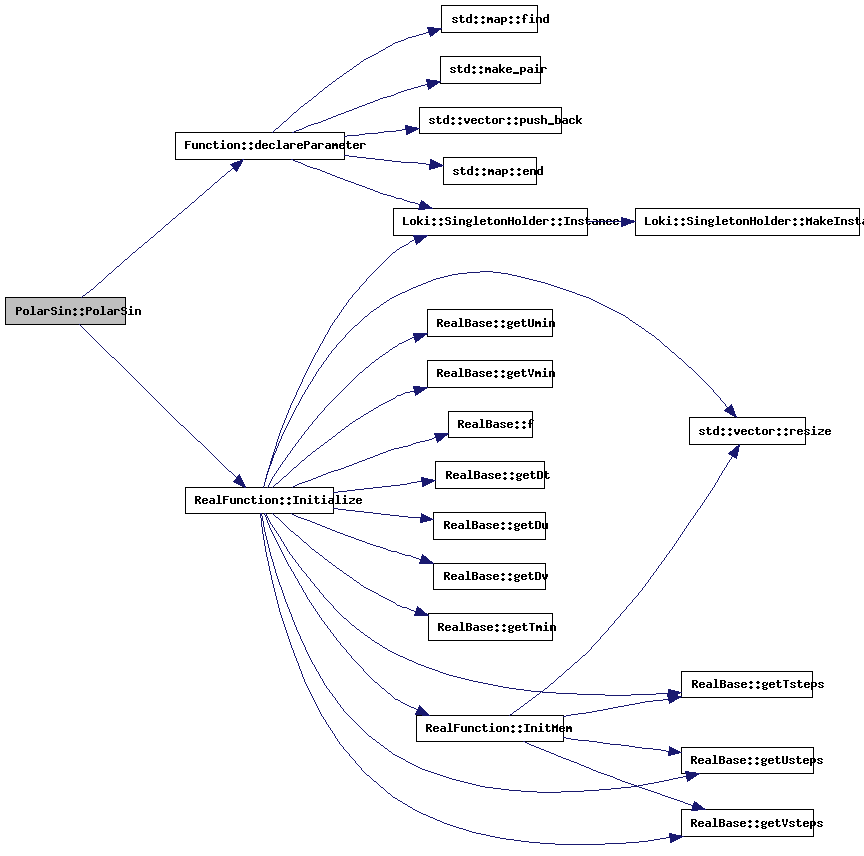 std::map::find
std::make_pair
std::vector::push_back
Function::declareParameter
std::map::end
Loki::SingletonHolder::Instance
Loki::SingletonHolder::MakeInsta
PolarSin::PolarSin
RealBase::getUmin
RealBase::getVmin
RealBase::f
std::vector::resize
RealBase::getDt
RealFunction::Initialize
RealBase::getDu
RealBase::getDv
RealBase::getTmin
RealBase::getTsteps
RealFunction::InitMem
RealBase::getUsteps
RealBase::getVsteps